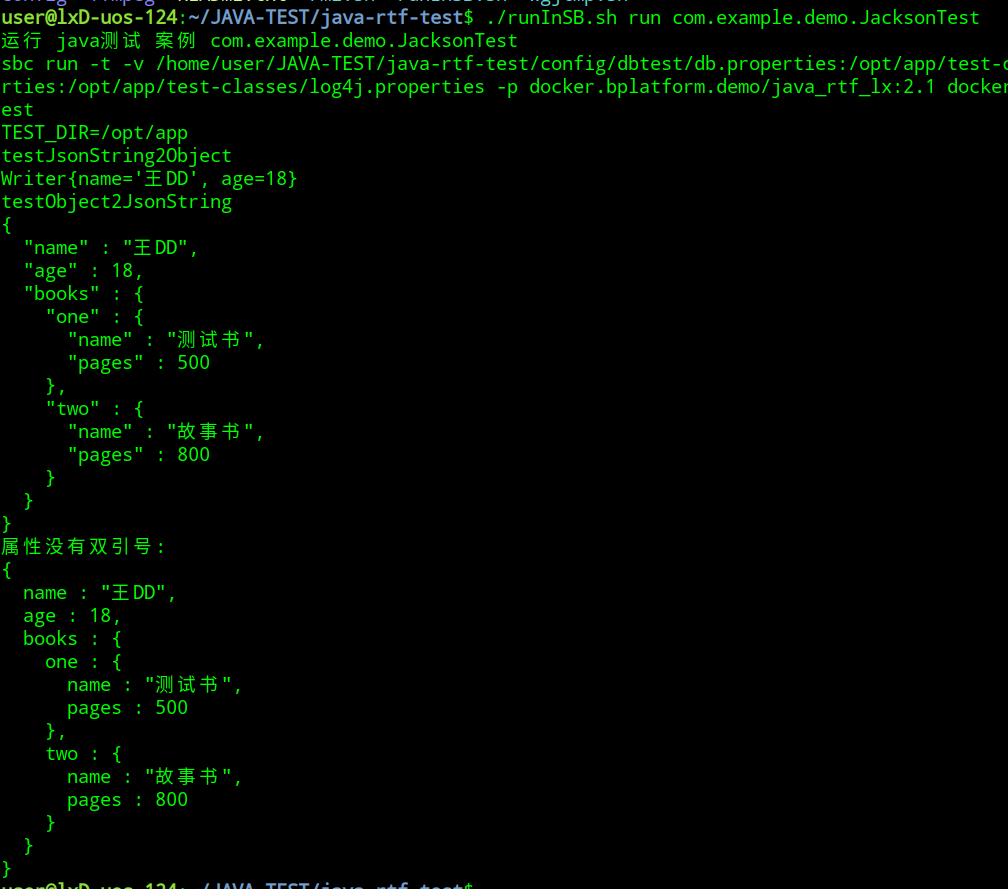 user@lxD-uos-124:~/JAVA-TEST/java-rtf-test$ ./runInSB.sh run com.example.demo.JacksonTest
运行 java测试 案例 com.example.demo.JacksonTest
sbc run -t -v /home/user/JAVA-TEST/java-rtf-test/config/dbtest/db.properties:/opt/app/test-c
rties:/opt/app/test-classes/log4j.properties -p docker.bplatform.demo/java_rtf_lx:2.1 docker
est
TEST_DIR=/opt/app
testJsonString2Object
Writer{name='王DD', age=18}
testObject2JsonString
{
  "name" : "王DD",
  "age" : 18,
  "books" : {
    "one" : {
      "name" : "测试书",
      "pages" : 500
    },
    "two" : {
      "name" : "故事书",
      "pages" : 800
    }
  }
}
属性没有双引号:
{
  name : "王DD",
  age : 18,
  books : {
    one : {
      name : "测试书",
      pages : 500
    },
    two : {
      name : "故事书",
      pages : 800
    }
  }
}
user@lxD-uos-124:~/JAVA-TEST/java-rtf-test$